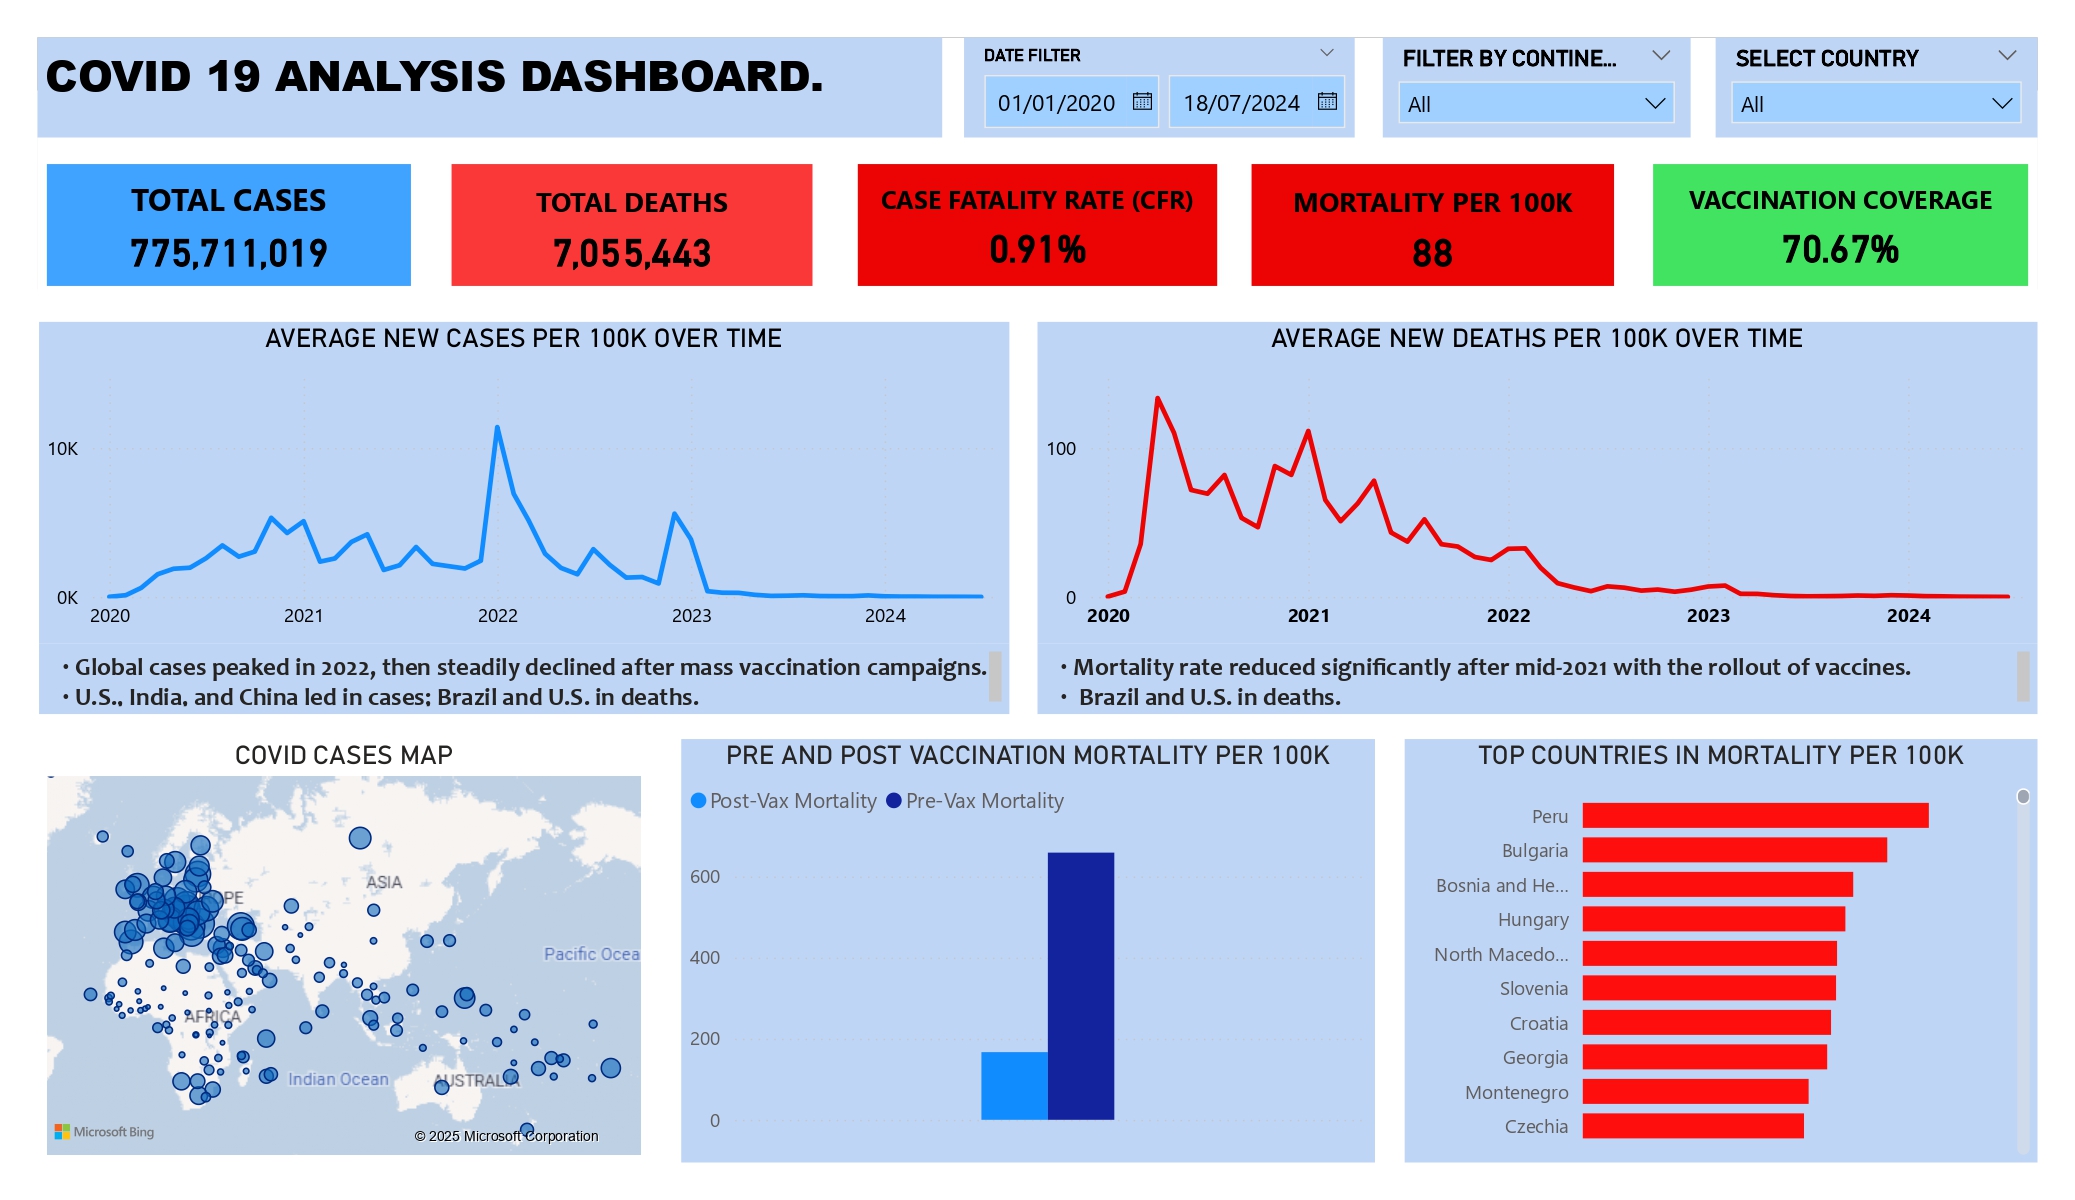 COVID 19 ANALYSIS DASHBOARD.
DATE FILTER
01/01/2020
18/07/2024
FILTER BY CONTINE...
All
SELECT COUNTRY
All
TOTAL CASES
775,711,019
TOTAL DEATHS
7,055,443
CASE FATALITY RATE (CFR)
0.91%
MORTALITY PER 100K
88
VACCINATION COVERAGE
70.67%
AVERAGE NEW CASES PER 100K OVER TIME
10K
0K
2020 2021 2022 2023 2024
• Global cases peaked in 2022, then steadily declined after mass vaccination campaigns.
• U.S., India, and China led in cases; Brazil and U.S. in deaths.
AVERAGE NEW DEATHS PER 100K OVER TIME
100
0
2020 2021 2022 2023 2024
• Mortality rate reduced significantly after mid-2021 with the rollout of vaccines.
• Brazil and U.S. in deaths.
COVID CASES MAP
ASIA
PE
Pacific Ocea
AFRICA
Indian Ocean
AUSTRALIA
Microsoft Bing
© 2025 Microsoft Corporation
PRE AND POST VACCINATION MORTALITY PER 100K
Post-Vax Mortality Pre-Vax Mortality
600
400
200
0
TOP COUNTRIES IN MORTALITY PER 100K
Peru
Bulgaria
Bosnia and He...
Hungary
North Macedo...
Slovenia
Croatia
Georgia
Montenegro
Czechia